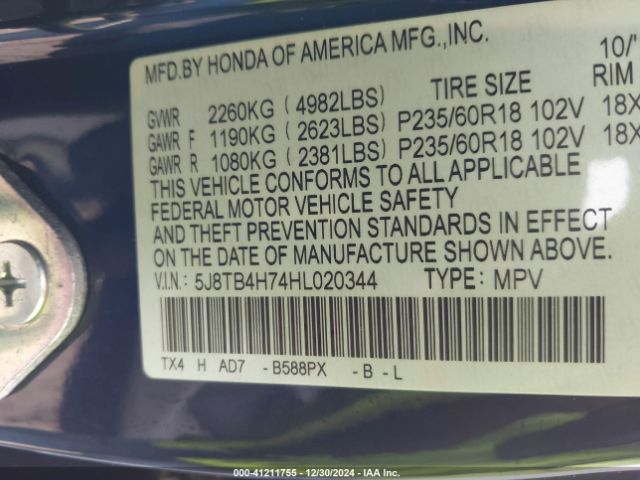 MFD.BY HONDA OF AMERICA MFG.,INC. 10/'
TIRE SIZE RIM
GVWR 2260KG (4982LBS)
GAWR F 1190KG (2623LBS) P235/60R18 102V 18X
GAWR R 1080KG (2381LBS) P235/60R18 102V 18X
THIS VEHICLE CONFORMS TO ALL APPLICABLE
FEDERAL MOTOR VEHICLE SAFETY
AND THEFT PREVENTION STANDARDS IN EFFECT
ON THE DATE OF MANUFACTURE SHOWN ABOVE.
V.I.N.: 5J8TB4H74HL020344 TYPE: MPV
TX4 H AD7 - B588PX - B - L
000-41211755 - 12/30/2024 - IAA Inc.